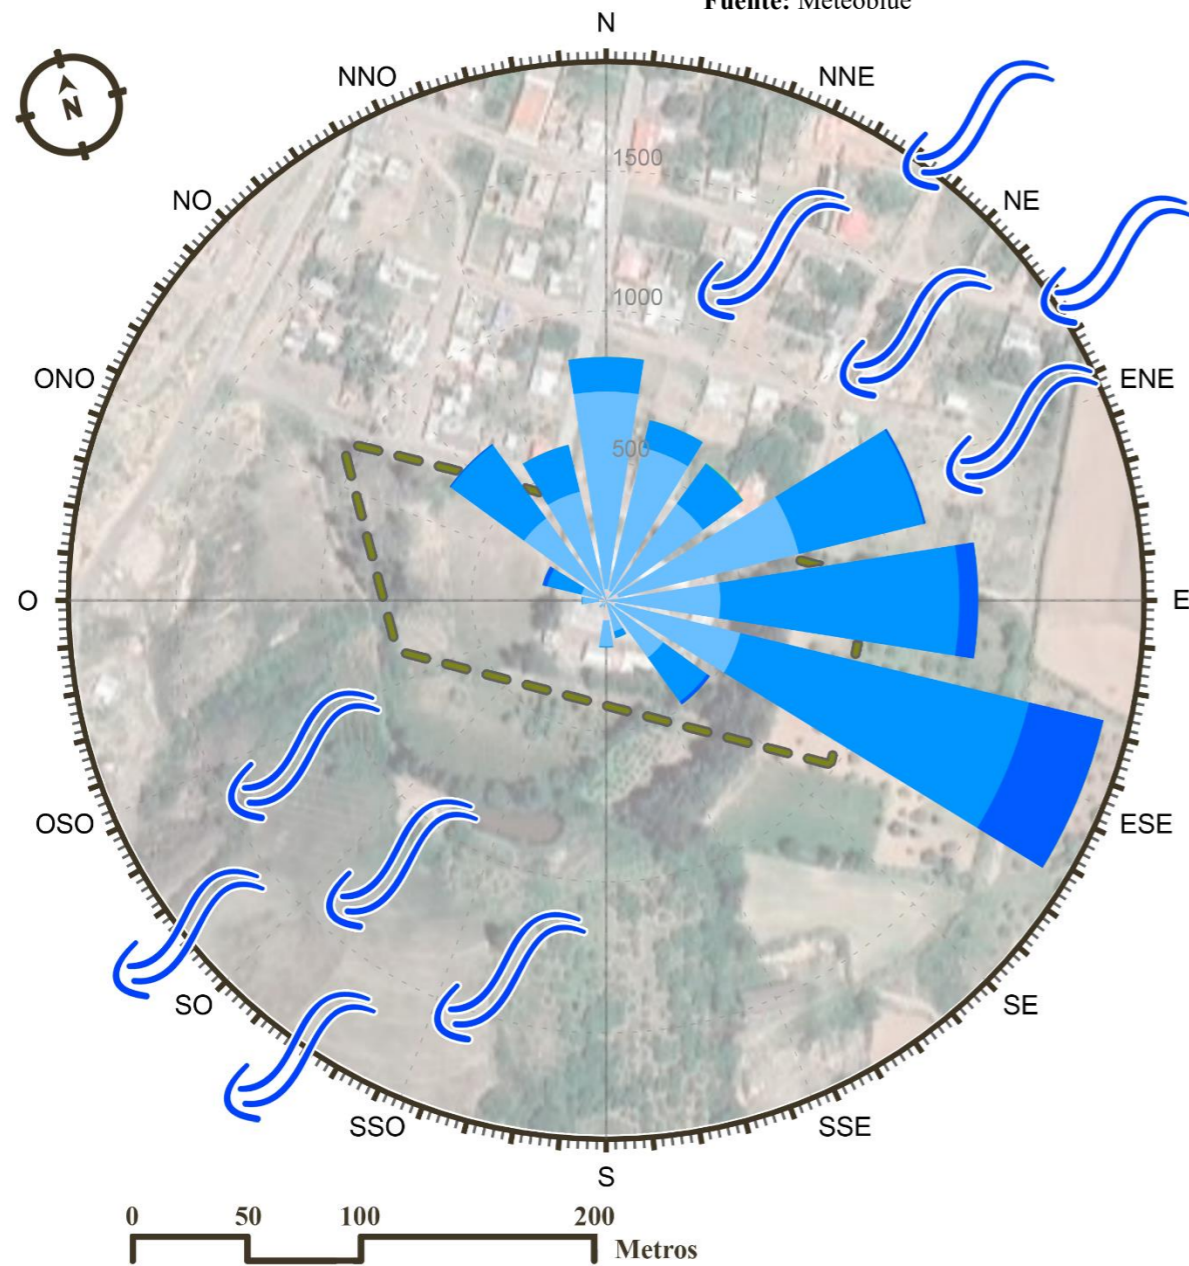 Fuente: Meteoblue
N
NNO
NNE
N
1500
NO
NE
1000
ONO
ENE
500
O
E
OSO
ESE
SO
SE
SSO
SSE
S
0 50 100 200
Metros